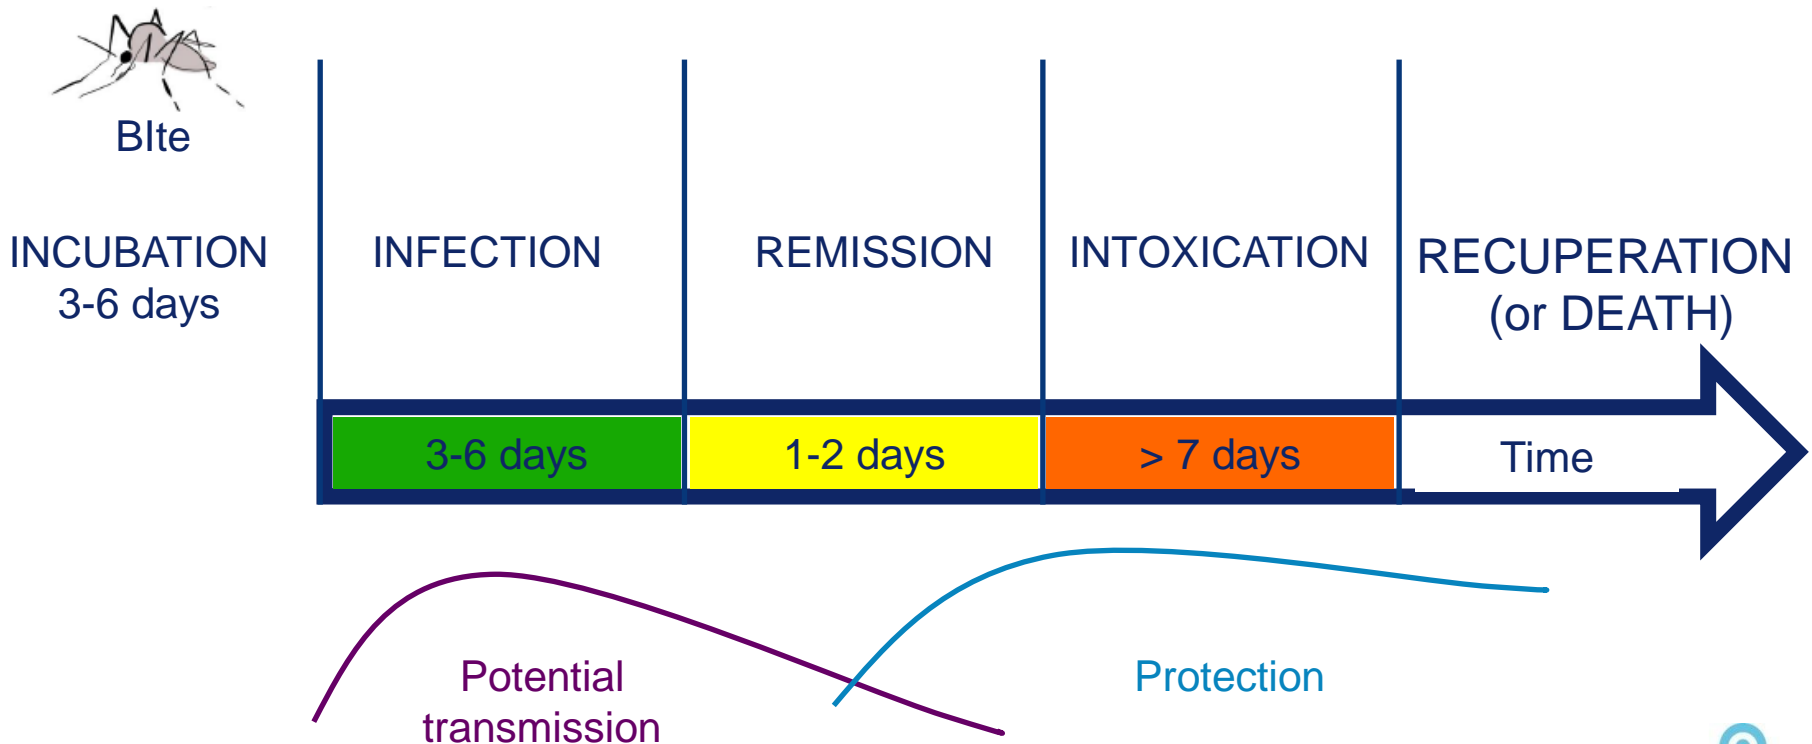 BIte
INCUBATION
3-6 days
INFECTION
REMISSION
INTOXICATION
RECUPERATION
(or DEATH)
3-6 days
1-2 days
> 7 days
Time
Potential
transmission
Protection